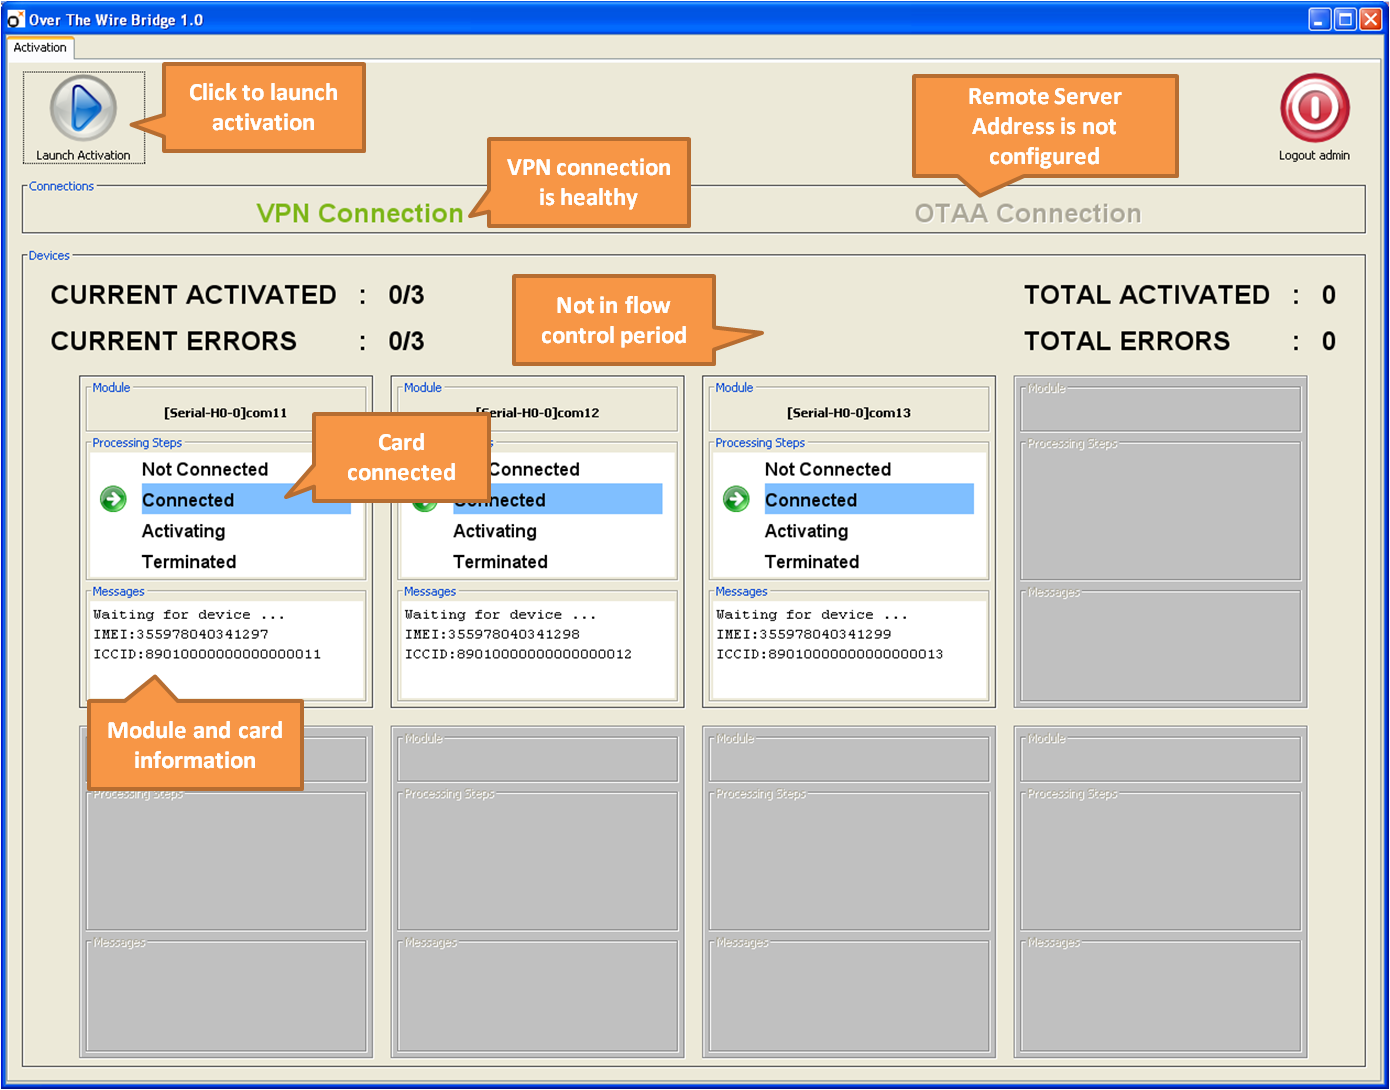 Over The Wire Bridge 1.0
Activation
Click to launch
activation
Launch Activation
Remote Server
Address is not
configured
Logout admin
VPN connection
is healthy
Connections
VPN Connection
OTAA Connection
Devices
CURRENT ACTIVATED : 0/3
CURRENT ERRORS : 0/3
Not in flow
control period
TOTAL ACTIVATED : 0
TOTAL ERRORS : 0
Module
[Serial-H0-0]com11
Processing Steps
Not Connected
Connected
Activating
Terminated
Card
connected
Messages
Waiting for device ...
IMEI:355978040341297
ICCID:89010000000000000011
Module and card
information
Module
[Serial-H0-0]com12
Connected
Connected
Activating
Terminated
Messages
Waiting for device ...
IMEI:355978040341298
ICCID:89010000000000000012
Module
[Serial-H0-0]com13
Processing Steps
Not Connected
Connected
Activating
Terminated
Messages
Waiting for device ...
IMEI:355978040341299
ICCID:89010000000000000013
Module
Processing Steps
Messages
Processing Steps
Messages
Module
Processing Steps
Messages
Module
Processing Steps
Messages
Module
Processing Steps
Messages